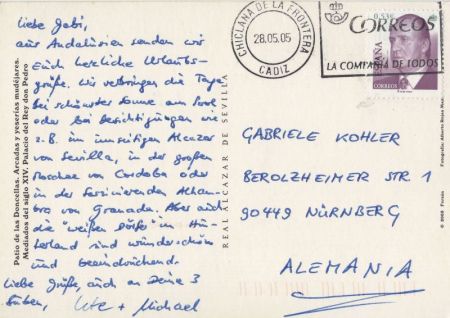 Liebe Gabi,
aus Andalusien senden wir
Euch herzliche Urlaubs-
grüße. Wir verbringen die Tage
bei schönster Sonne am Pool
oder bei Besichtigungen wie
z.B. im imseitigen Alcazar
von Sevilla, in der großen
Moschee von Cordoba oder
in der faszinierenden Alham-
bra von Granada. Aber auch
die "weißen Dörfer" im Hin-
terland sind wunderschön
und beeindruckend.
Liebe Grüße, auch an Deine 3
Buben,
Ute + Michael
Patio de las Doncellas. Arcadas y yeserías mudéjares.
Mediados del siglo XIV. Palacio del Rey don Pedro
REAL ALCAZAR DE SEVILLA
CHICLANA DE LA FRONTERA
28.05.05
CADIZ
CORREOS
LA COMPAÑIA DE TODOS
0,53€
ESPAÑA
CORREOS
GABRIELE KOHLER
BEROLZHEIMER STR. 1
90449 NÜRNBERG
ALEMANIA